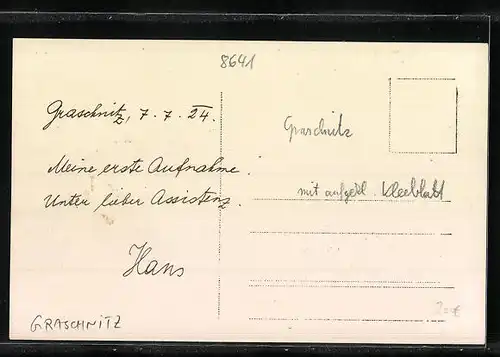 8641
Graschnitz, 7. 7. 24.
Meine erste Aufnahme.
Unter lieber Assistenz.
Hans
Graschnitz
mit aufgekl. Kleeblatt
GRASCHNITZ